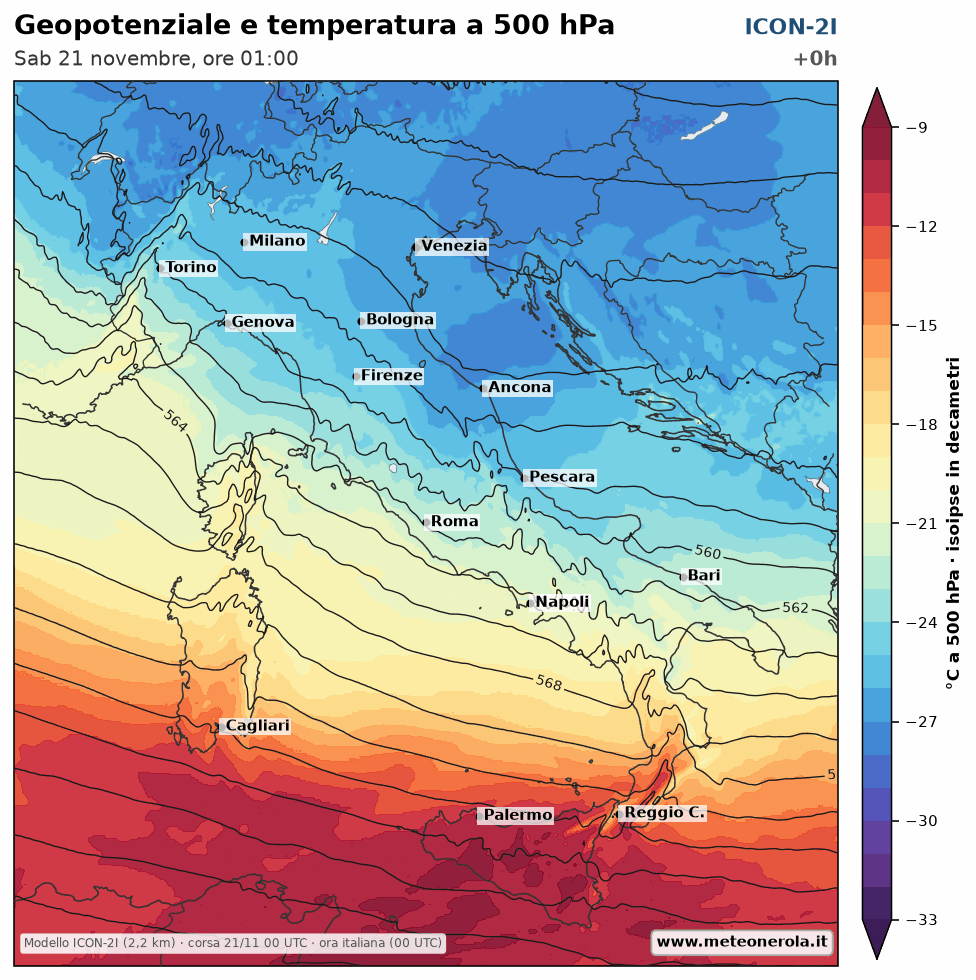 Geopotenziale e temperatura a 500 hPa
ICON-2I
Sab 21 novembre, ore 01:00
+0h
Milano
Venezia
Torino
Genova
Bologna
Firenze
Ancona
564
Pescara
Roma
560
Bari
Napoli
562
568
Cagliari
5
Palermo
Reggio C.
Modello ICON-2I (2,2 km) · corsa 21/11 00 UTC · ora italiana (00 UTC)
www.meteonerola.it
−9
−12
−15
−18
−21
−24
−27
−30
−33
°C a 500 hPa · isoipse in decametri